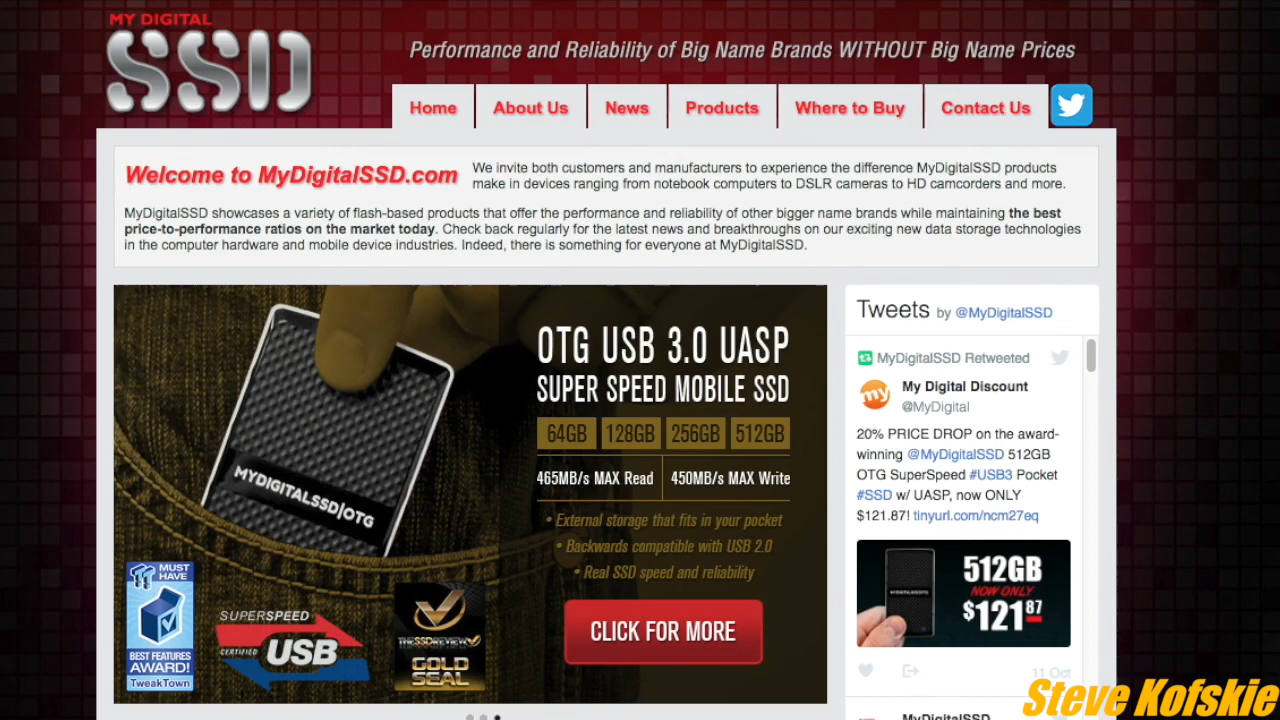 MY DIGITAL
SSD
Performance and Reliability of Big Name Brands WITHOUT Big Name Prices
Home
About Us
News
Products
Where to Buy
Contact Us
Welcome to MyDigitalSSD.com
We invite both customers and manufacturers to experience the difference MyDigitalSSD products
make in devices ranging from notebook computers to DSLR cameras to HD camcorders and more.
MyDigitalSSD showcases a variety of flash-based products that offer the performance and reliability of other bigger name brands while maintaining the best
price-to-performance ratios on the market today. Check back regularly for the latest news and breakthroughs on our exciting new data storage technologies
in the computer hardware and mobile device industries. Indeed, there is something for everyone at MyDigitalSSD.
MYDIGITALSSD|OTG
TT MUST
HAVE
BEST FEATURES
AWARD!
TweakTown
SUPERSPEED
CERTIFIED USB
THESSDREVIEW
GOLD
SEAL
OTG USB 3.0 UASP
SUPER SPEED MOBILE SSD
64GB 128GB 256GB 512GB
465MB/s MAX Read 450MB/s MAX Write
• External storage that fits in your pocket
• Backwards compatible with USB 2.0
• Real SSD speed and reliability
CLICK FOR MORE
Tweets by @MyDigitalSSD
MyDigitalSSD Retweeted
my
My Digital Discount
@MyDigital
20% PRICE DROP on the award-
winning @MyDigitalSSD 512GB
OTG SuperSpeed #USB3 Pocket
#SSD w/ UASP, now ONLY
$121.87! tinyurl.com/ncm27eq
MYDIGITALSSD|OTG
512GB
NOW ONLY
$121.87
11 Oct
MyDigitalSSD
Steve Kofskie